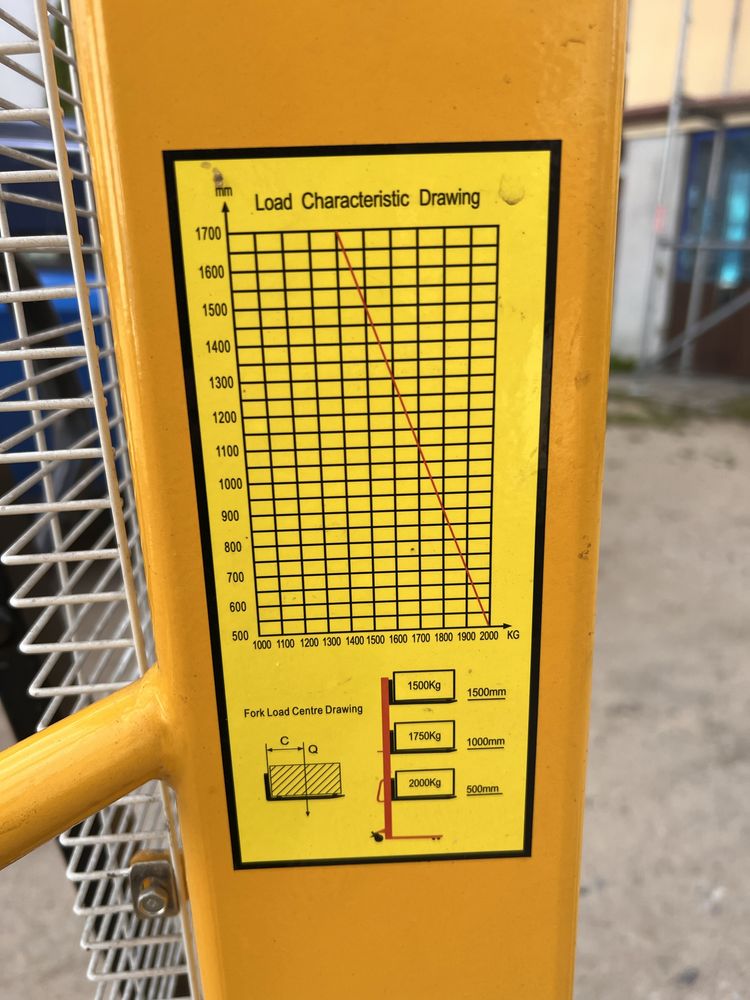 mm
Load Characteristic Drawing
1700
1600
1500
1400
1300
1200
1100
1000
900
800
700
600
500
1000 1100 1200 1300 1400 1500 1600 1700 1800 1900 2000 KG
1500Kg 1500mm
Fork Load Centre Drawing
1750Kg 1000mm
C
Q
2000Kg 500mm